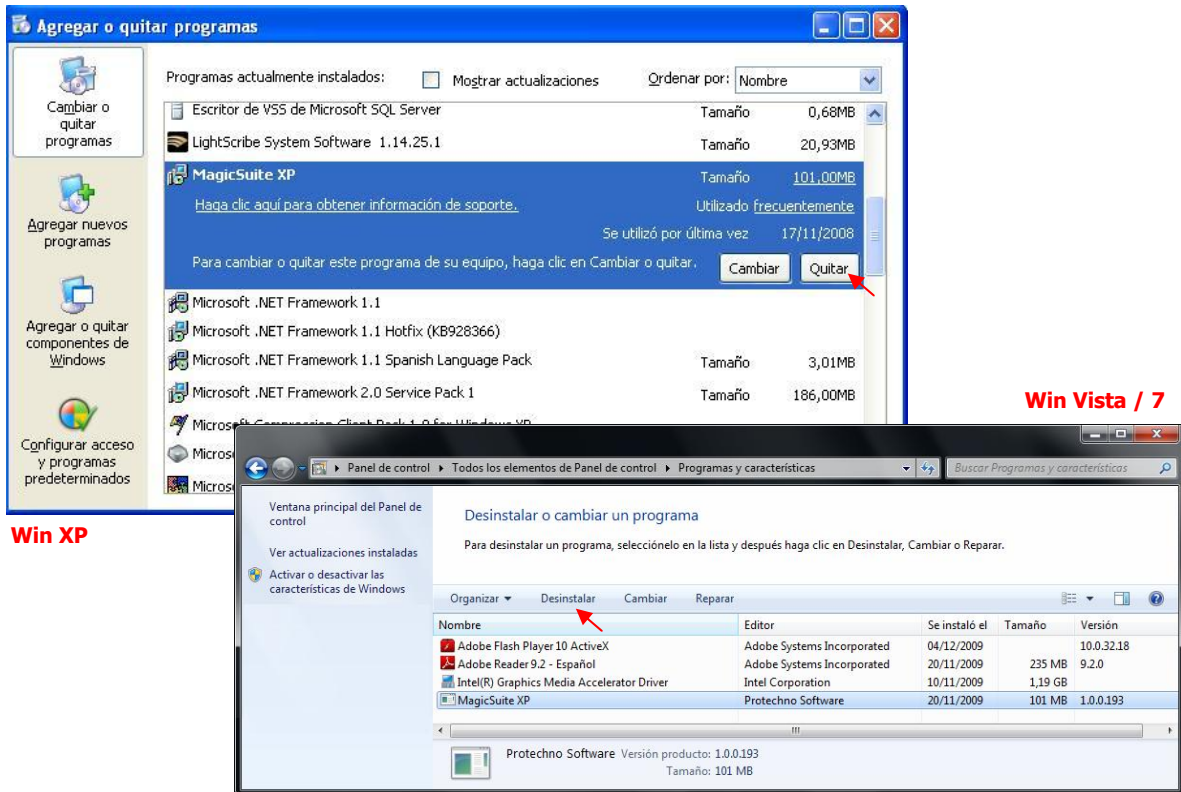 Agregar o quitar programas
Cambiar o
quitar
programas
Agregar nuevos
programas
Agregar o quitar
componentes de
Windows
Configurar acceso
y programas
predeterminados
Programas actualmente instalados: Mostrar actualizaciones Ordenar por: Nombre
Escritor de VSS de Microsoft SQL Server Tamaño 0,68MB
LightScribe System Software 1.14.25.1 Tamaño 20,93MB
MagicSuite XP Tamaño 101,00MB
Haga clic aquí para obtener información de soporte. Utilizado frecuentemente
Se utilizó por última vez 17/11/2008
Para cambiar o quitar este programa de su equipo, haga clic en Cambiar o quitar. Cambiar Quitar
Microsoft .NET Framework 1.1
Microsoft .NET Framework 1.1 Hotfix (KB928366)
Microsoft .NET Framework 1.1 Spanish Language Pack Tamaño 3,01MB
Microsoft .NET Framework 2.0 Service Pack 1 Tamaño 186,00MB
Win XP
Win Vista / 7
Panel de control Todos los elementos de Panel de control Programas y características Buscar Programas y características
Ventana principal del Panel de
control
Ver actualizaciones instaladas
Activar o desactivar las
características de Windows
Desinstalar o cambiar un programa
Para desinstalar un programa, selecciónelo en la lista y después haga clic en Desinstalar, Cambiar o Reparar.
Organizar Desinstalar Cambiar Reparar
Nombre Editor Se instaló el Tamaño Versión
Adobe Flash Player 10 ActiveX Adobe Systems Incorporated 04/12/2009 10.0.32.18
Adobe Reader 9.2 - Español Adobe Systems Incorporated 20/11/2009 235 MB 9.2.0
Intel(R) Graphics Media Accelerator Driver Intel Corporation 10/11/2009 1,19 GB
MagicSuite XP Protechno Software 20/11/2009 101 MB 1.0.0.193
Protechno Software Versión producto: 1.0.0.193
Tamaño: 101 MB